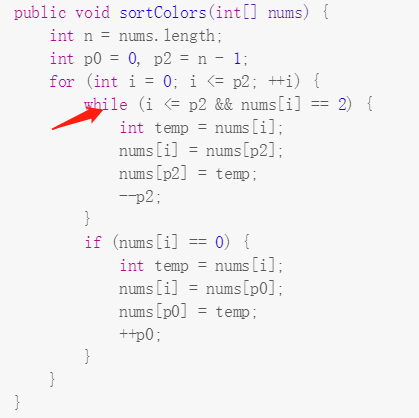 public void sortColors(int[] nums) {
    int n = nums.length;
    int p0 = 0, p2 = n - 1;
    for (int i = 0; i <= p2; ++i) {
        while (i <= p2 && nums[i] == 2) {
            int temp = nums[i];
            nums[i] = nums[p2];
            nums[p2] = temp;
            --p2;
        }
        if (nums[i] == 0) {
            int temp = nums[i];
            nums[i] = nums[p0];
            nums[p0] = temp;
            ++p0;
        }
    }
}